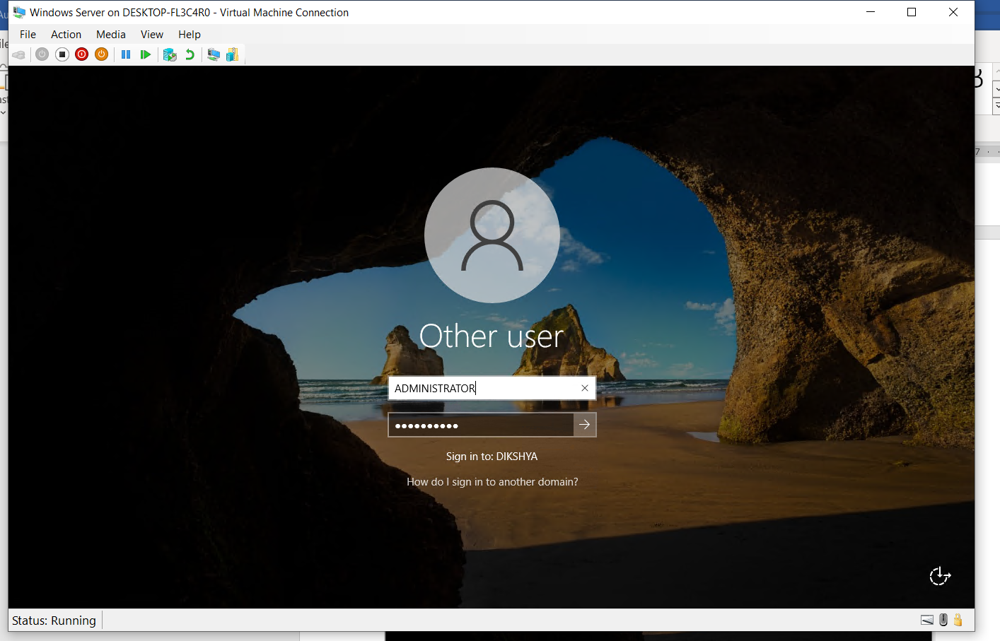 Windows Server on DESKTOP-FL3C4R0 - Virtual Machine Connection
File Action Media View Help
Other user
ADMINISTRATOR
Sign in to: DIKSHYA
How do I sign in to another domain?
Status: Running
7